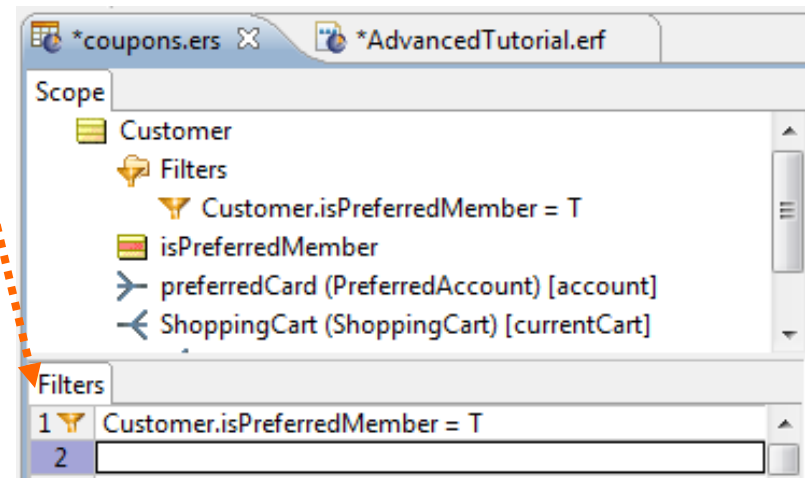 *coupons.ers *AdvancedTutorial.erf
Scope
Customer
Filters
Customer.isPreferredMember = T
isPreferredMember
preferredCard (PreferredAccount) [account]
ShoppingCart (ShoppingCart) [currentCart]
Filters
1 Customer.isPreferredMember = T
2